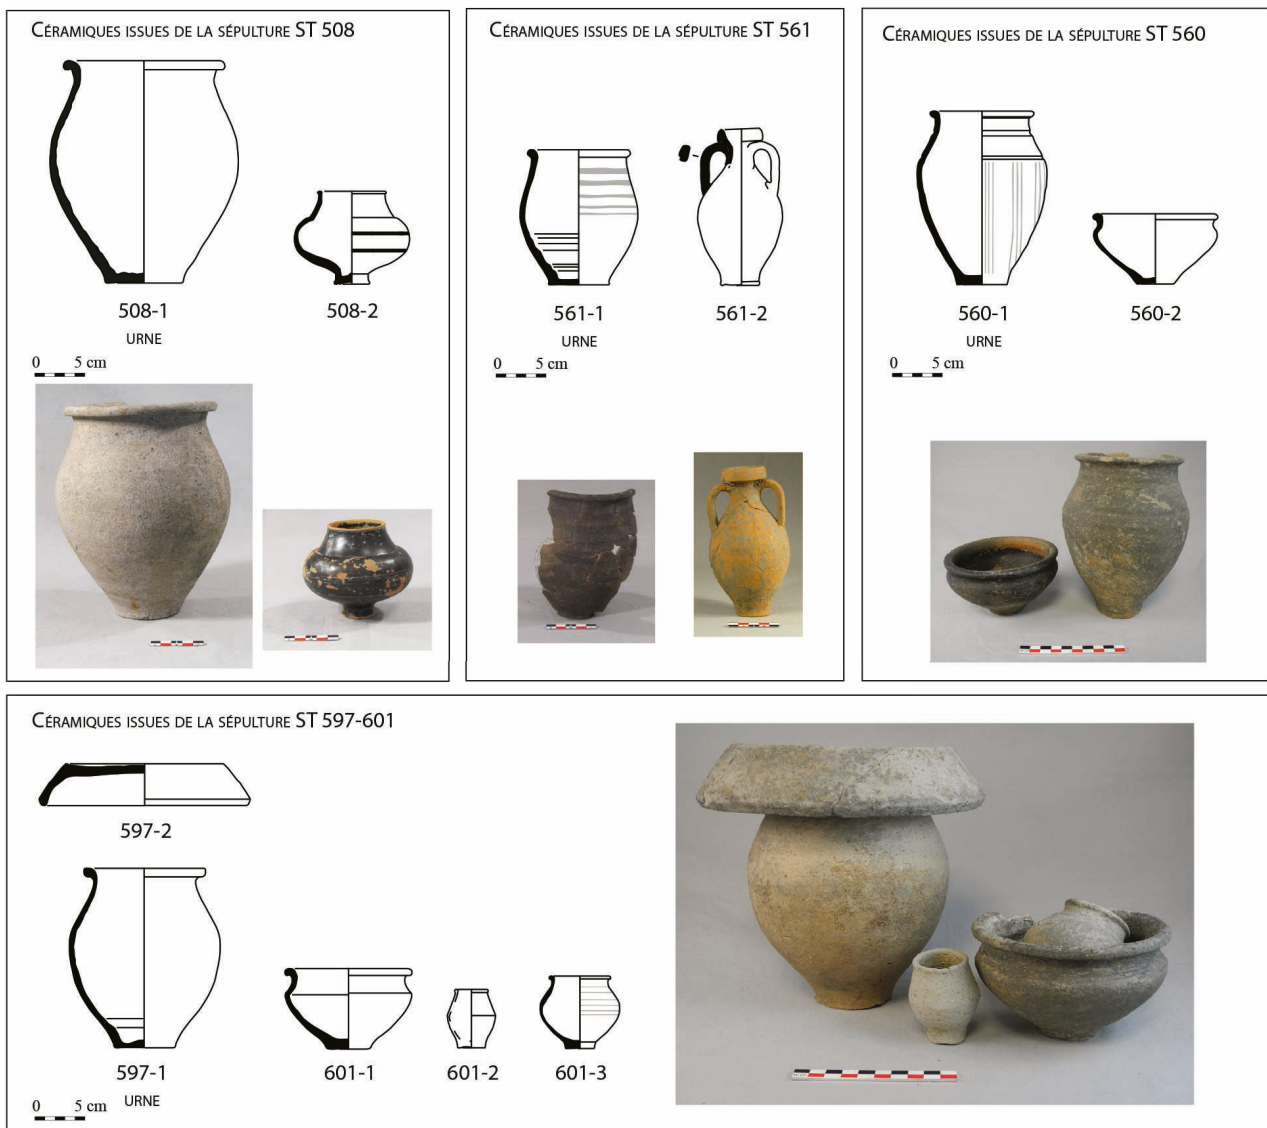 CÉRAMIQUES ISSUES DE LA SÉPULTURE ST 508
508-1
508-2
URNE
0 5 cm
CÉRAMIQUES ISSUES DE LA SÉPULTURE ST 561
561-1
561-2
URNE
0 5 cm
CÉRAMIQUES ISSUES DE LA SÉPULTURE ST 560
560-1
560-2
URNE
0 5 cm
CÉRAMIQUES ISSUES DE LA SÉPULTURE ST 597-601
597-2
597-1
601-1
601-2
601-3
URNE
0 5 cm